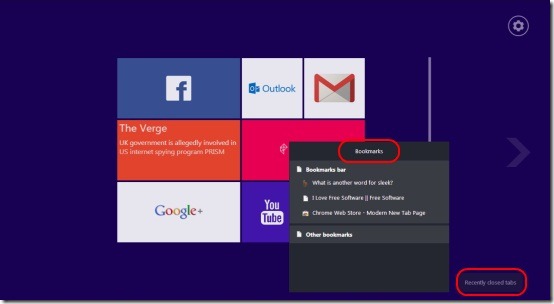 Outlook
The Verge
UK government is allegedly involved in
US internet spying program PRISM
Google+
You
Tube
Bookmarks
Bookmarks bar
What is another word for sleek?
I Love Free Software || Free Software
Chrome Web Store - Modern New Tab Page
Other bookmarks
Recently closed tabs